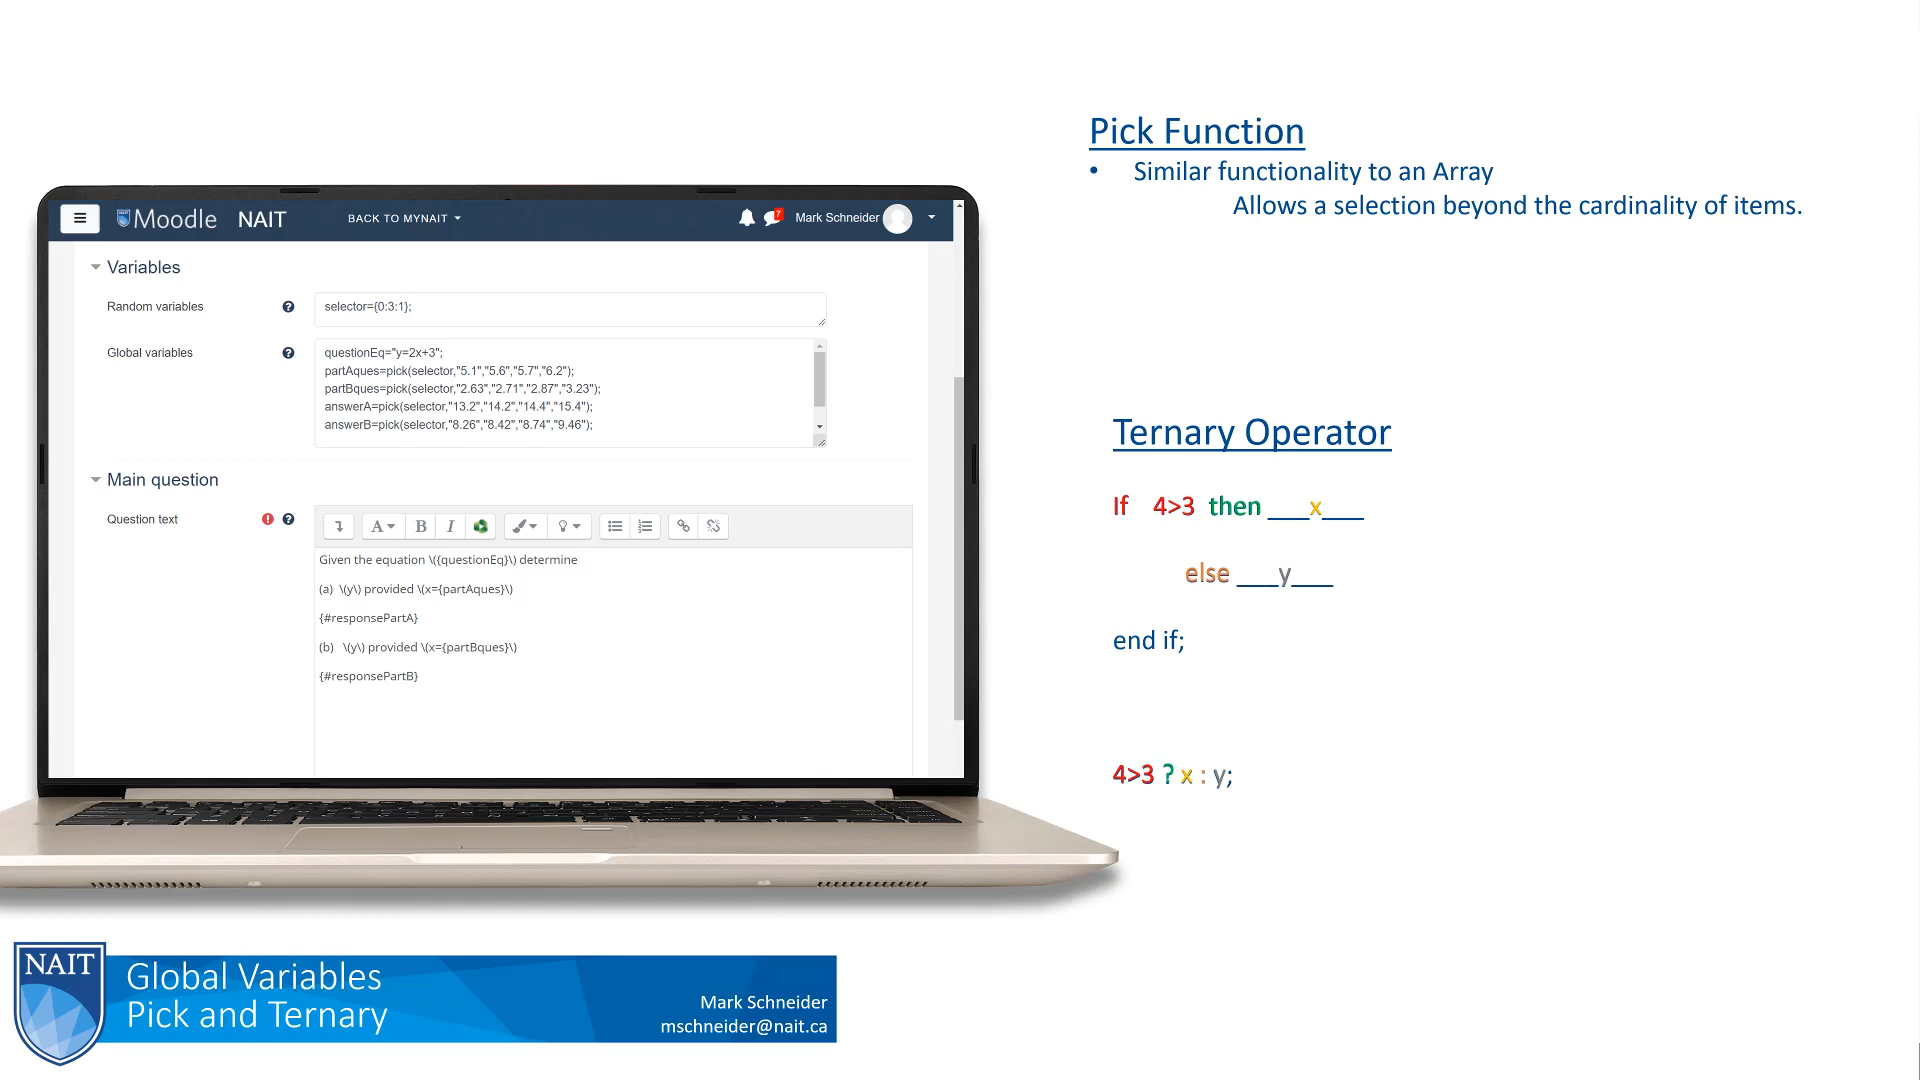 Pick Function
• Similar functionality to an Array
Allows a selection beyond the cardinality of items.
Moodle NAIT BACK TO MYNAIT 7 Mark Schneider
Variables
Random variables selector={0:3:1};
Global variables questionEq="y=2x+3";
partAques=pick(selector,"5.1","5.6","5.7","6.2");
partBques=pick(selector,"2.63","2.71","2.87","3.23");
answerA=pick(selector,"13.2","14.2","14.4","15.4");
answerB=pick(selector,"8.26","8.42","8.74","9.46");
Main question
Question text
A B I
Given the equation \({questionEq}\) determine
(a) \(y\) provided \(x={partAques}\)
{#responsePartA}
(b) \(y\) provided \(x={partBques}\)
{#responsePartB}
Ternary Operator
If 4>3 then ___x___
else ___y___
end if;
4>3 ? x : y;
NAIT
Global Variables
Pick and Ternary
Mark Schneider
mschneider@nait.ca